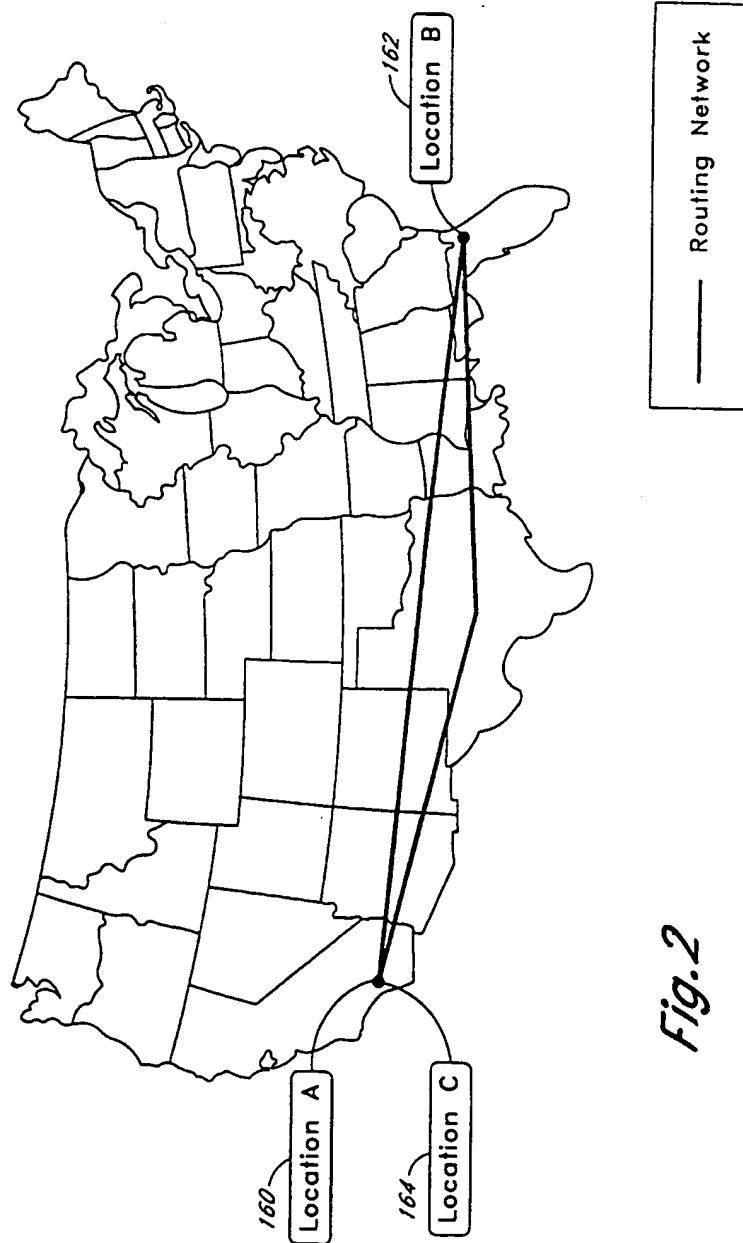 160
Location A
164
Location C
162
Location B
Routing Network
Fig.2